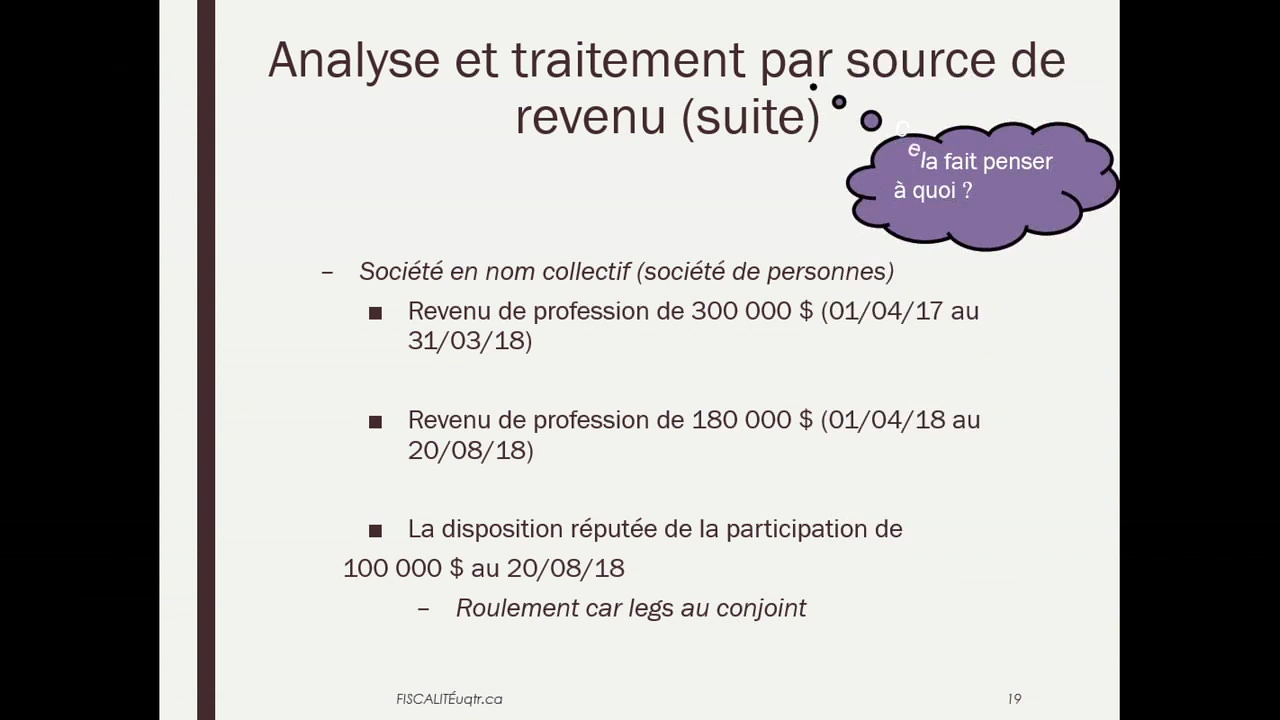 Analyse et traitement par source de
revenu (suite)
Cela fait penser
à quoi ?
– Société en nom collectif (société de personnes)
■ Revenu de profession de 300 000 $ (01/04/17 au
31/03/18)
■ Revenu de profession de 180 000 $ (01/04/18 au
20/08/18)
■ La disposition réputée de la participation de
100 000 $ au 20/08/18
– Roulement car legs au conjoint
FISCALITÉuqtr.ca
19